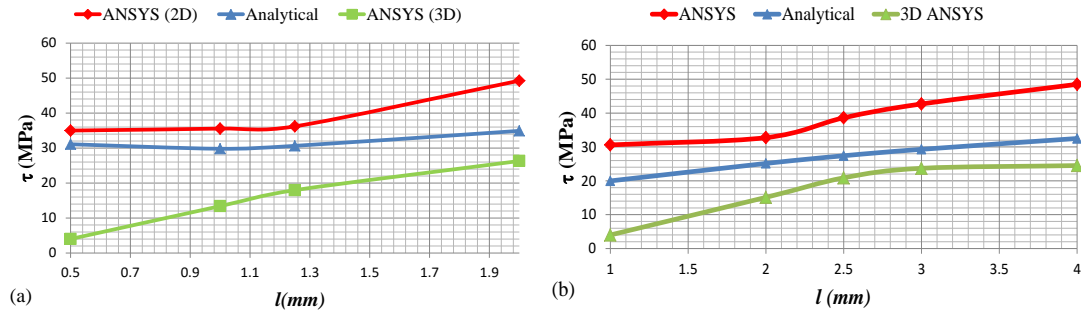 ANSYS (2D) Analytical ANSYS (3D)
60
50
40
30
20
10
0
τ (MPa)
0.5 0.7 0.9 1.1 1.3 1.5 1.7 1.9
l(mm)
(a)
ANSYS Analytical 3D ANSYS
60
50
40
30
20
10
0
τ (MPa)
1 1.5 2 2.5 3 3.5 4
l (mm)
(b)